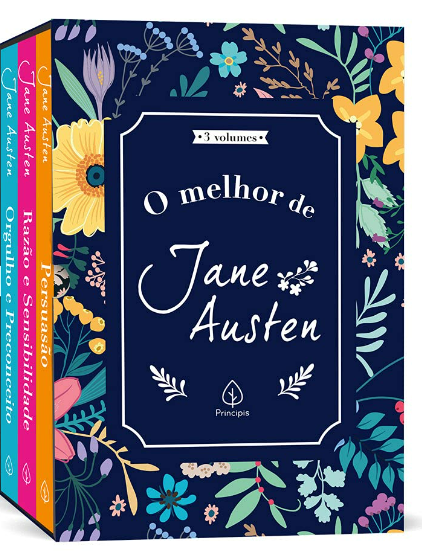 • 3 volumes •
O melhor de
Jane
Austen
Principis
Jane Austen
Orgulho e Preconceito
Jane Austen
Razão e Sensibilidade
Jane Austen
Persuasão